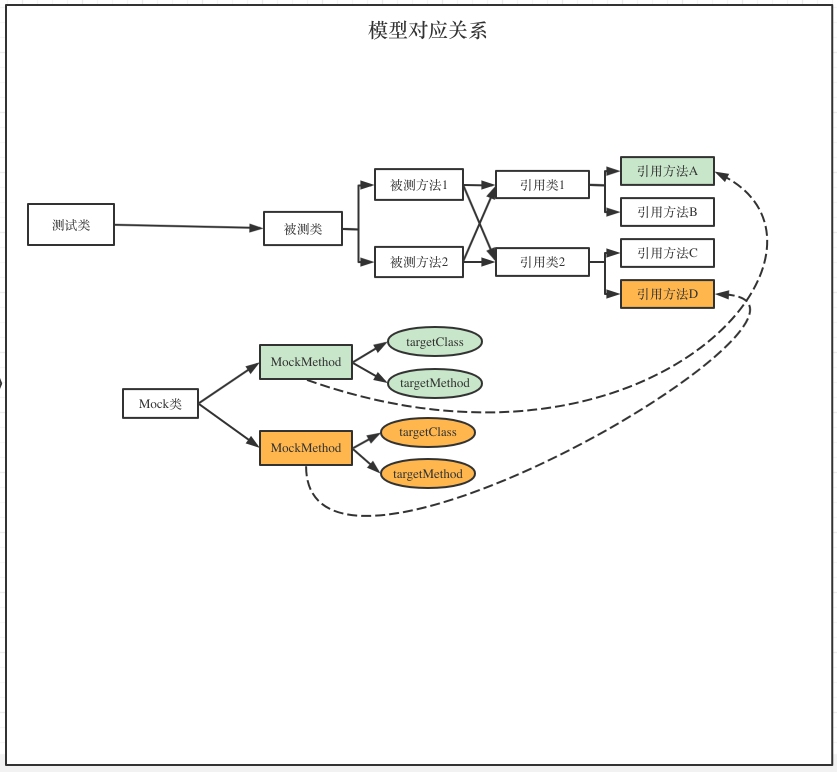 模型对应关系
测试类
被测类
被测方法1
被测方法2
引用类1
引用类2
引用方法A
引用方法B
引用方法C
引用方法D
Mock类
MockMethod
targetClass
targetMethod
MockMethod
targetClass
targetMethod